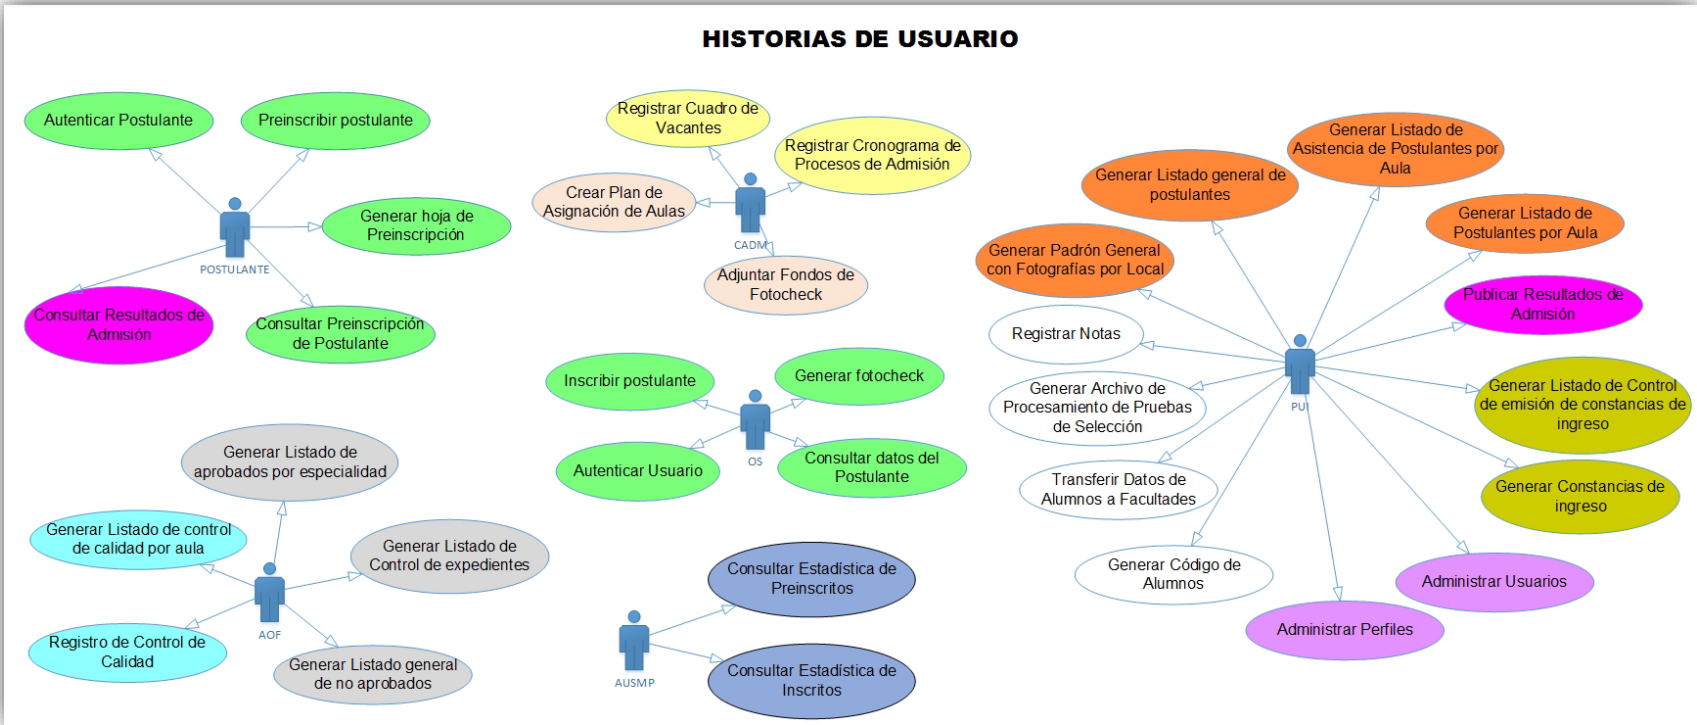 HISTORIAS DE USUARIO
Autenticar Postulante
Preinscribir postulante
Generar hoja de
Preinscripción
POSTULANTE
Consultar Resultados de
Admisión
Consultar Preinscripción
de Postulante
Registrar Cuadro de
Vacantes
Registrar Cronograma de
Procesos de Admisión
Crear Plan de
Asignación de Aulas
CADM
Adjuntar Fondos de
Fotocheck
Inscribir postulante
Generar fotocheck
Autenticar Usuario
OS
Consultar datos del
Postulante
Generar Listado de
aprobados por especialidad
Generar Listado de control
de calidad por aula
Generar Listado de
Control de expedientes
AOF
Registro de Control de
Calidad
Generar Listado general
de no aprobados
Consultar Estadística de
Preinscritos
AUSMP
Consultar Estadística de
Inscritos
Generar Listado de
Asistencia de Postulantes por
Aula
Generar Listado general de
postulantes
Generar Listado de
Postulantes por Aula
Generar Padrón General
con Fotografías por Local
Publicar Resultados de
Admisión
Registrar Notas
Generar Archivo de
Procesamiento de Pruebas
de Selección
PUI
Generar Listado de Control
de emisión de constancias de
ingreso
Transferir Datos de
Alumnos a Facultades
Generar Constancias de
ingreso
Generar Código de
Alumnos
Administrar Usuarios
Administrar Perfiles